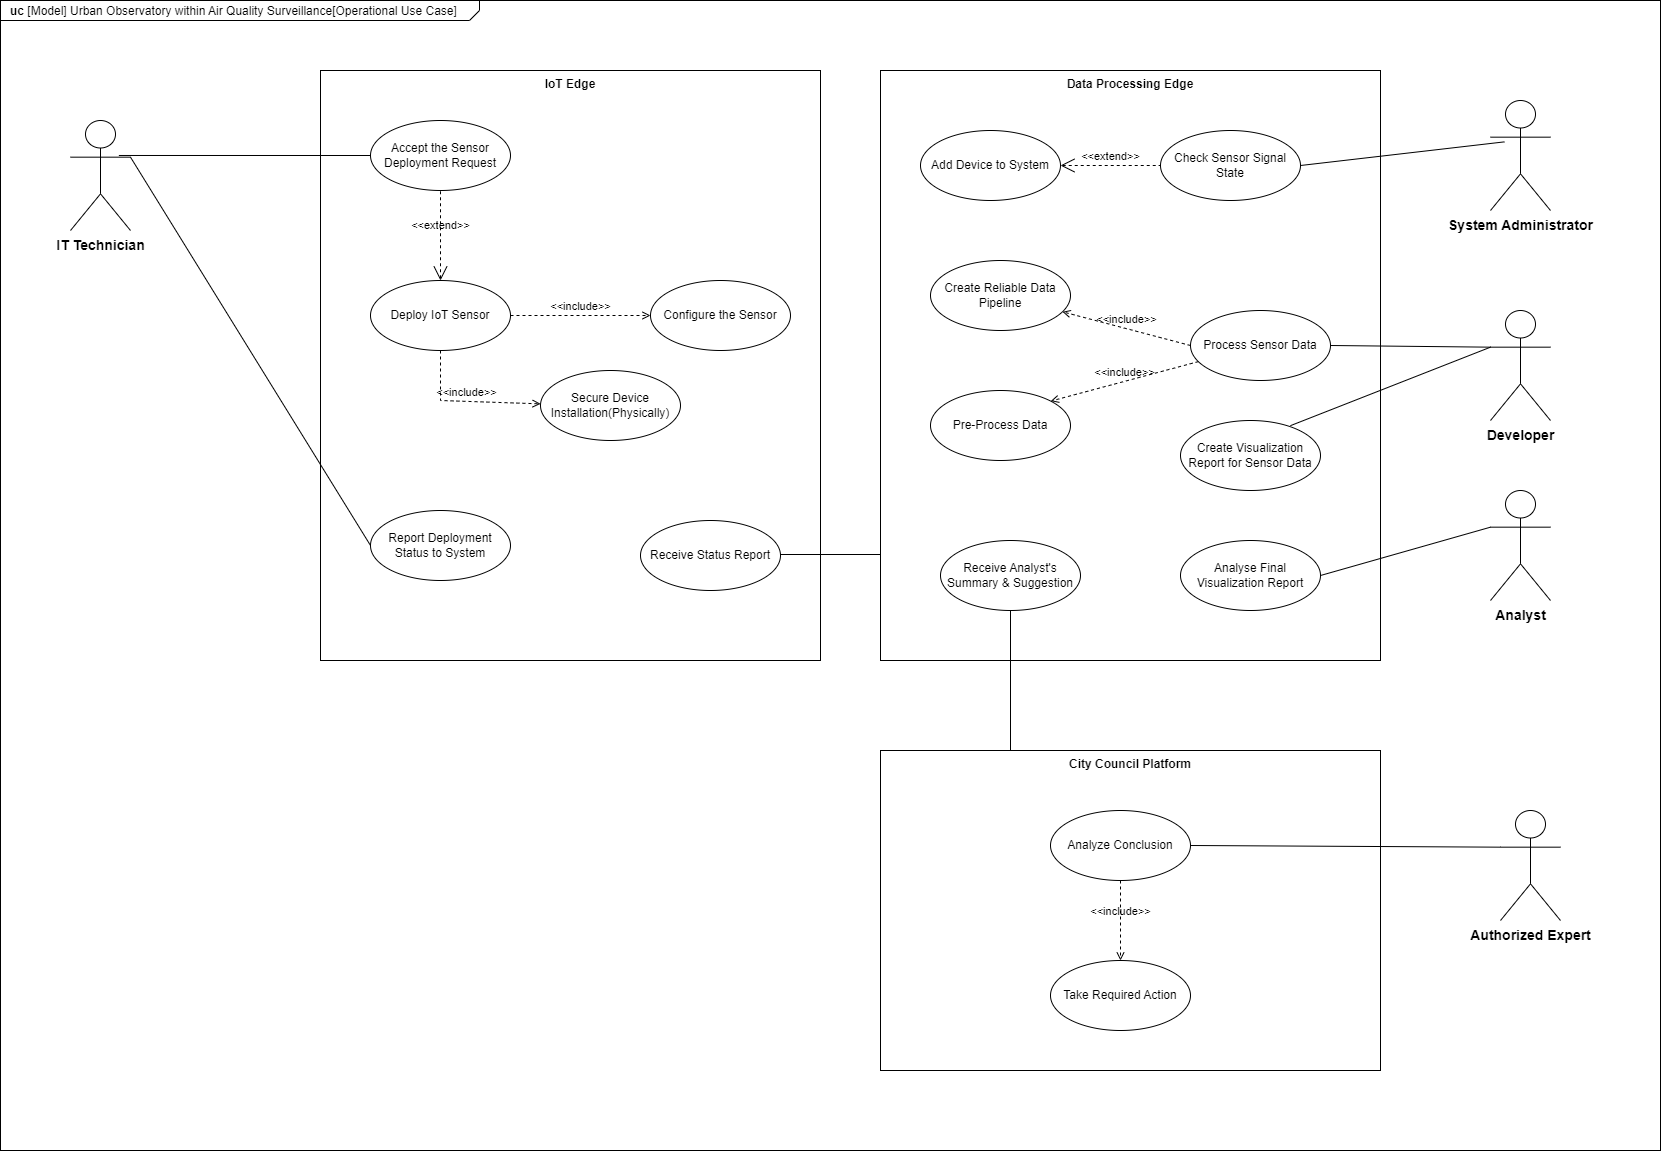 uc [Model] Urban Observatory within Air Quality Surveillance[Operational Use Case]
IoT Edge
Accept the Sensor
Deployment Request
IT Technician
<<extend>>
Deploy IoT Sensor
<<include>>
Configure the Sensor
<<include>>
Secure Device
Installation(Physically)
Report Deployment
Status to System
Receive Status Report
Data Processing Edge
Add Device to System
<<extend>>
Check Sensor Signal
State
System Administrator
Create Reliable Data
Pipeline
<<include>>
Process Sensor Data
<<include>>
Pre-Process Data
Developer
Create Visualization
Report for Sensor Data
Receive Analyst's
Summary & Suggestion
Analyse Final
Visualization Report
Analyst
City Council Platform
Analyze Conclusion
<<include>>
Authorized Expert
Take Required Action